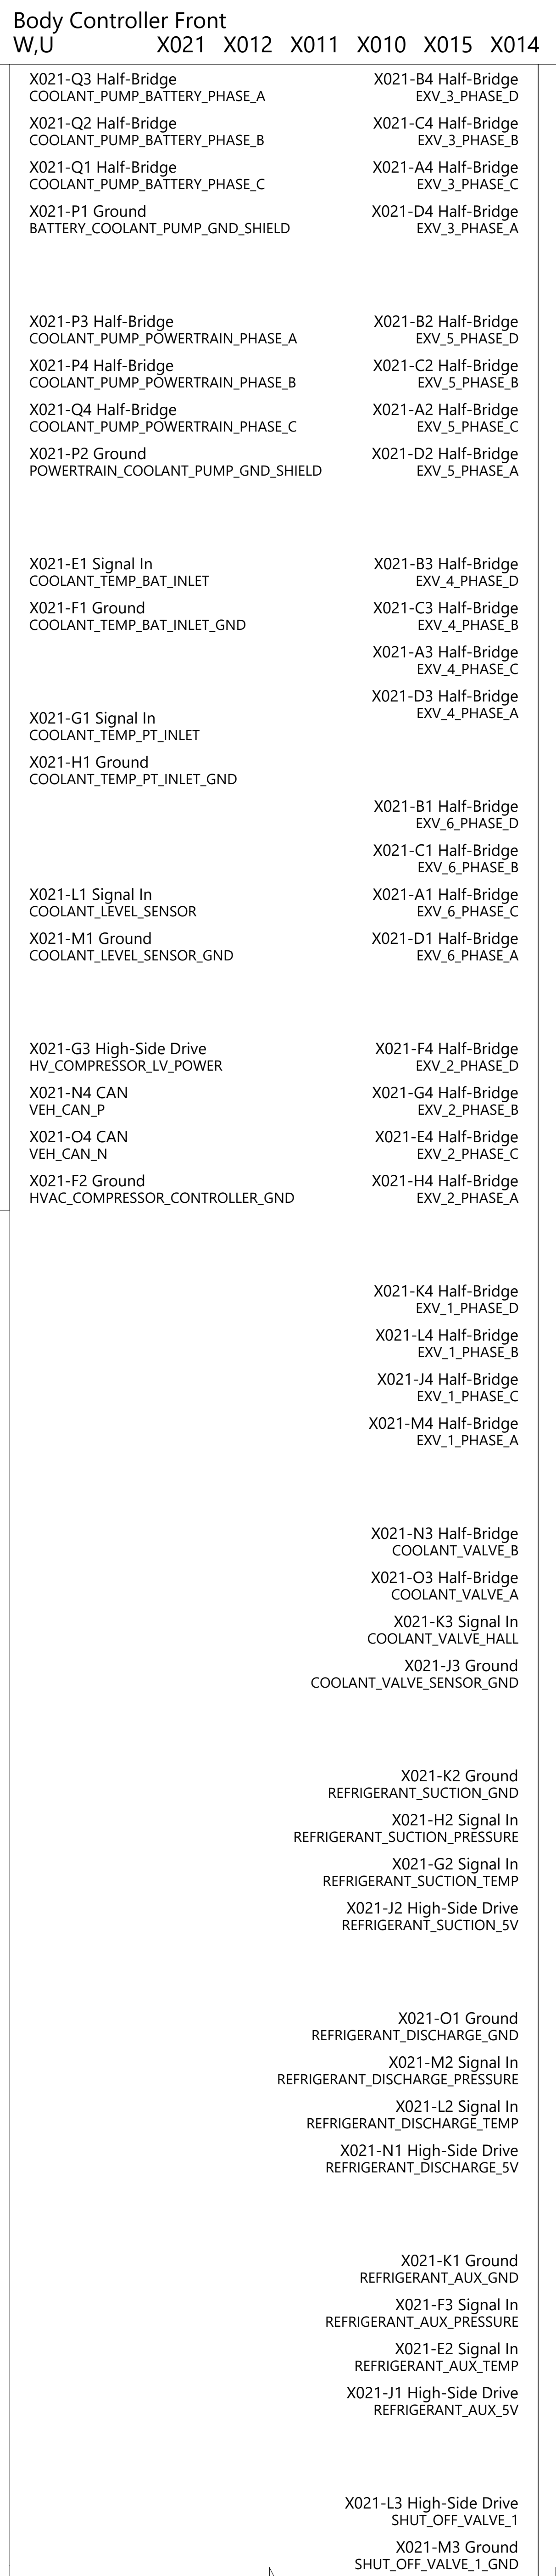 Body Controller Front
W,U X021 X012 X011 X010 X015 X014
X021-Q3 Half-Bridge
COOLANT_PUMP_BATTERY_PHASE_A
X021-Q2 Half-Bridge
COOLANT_PUMP_BATTERY_PHASE_B
X021-Q1 Half-Bridge
COOLANT_PUMP_BATTERY_PHASE_C
X021-P1 Ground
BATTERY_COOLANT_PUMP_GND_SHIELD
X021-P3 Half-Bridge
COOLANT_PUMP_POWERTRAIN_PHASE_A
X021-P4 Half-Bridge
COOLANT_PUMP_POWERTRAIN_PHASE_B
X021-Q4 Half-Bridge
COOLANT_PUMP_POWERTRAIN_PHASE_C
X021-P2 Ground
POWERTRAIN_COOLANT_PUMP_GND_SHIELD
X021-E1 Signal In
COOLANT_TEMP_BAT_INLET
X021-F1 Ground
COOLANT_TEMP_BAT_INLET_GND
X021-G1 Signal In
COOLANT_TEMP_PT_INLET
X021-H1 Ground
COOLANT_TEMP_PT_INLET_GND
X021-L1 Signal In
COOLANT_LEVEL_SENSOR
X021-M1 Ground
COOLANT_LEVEL_SENSOR_GND
X021-G3 High-Side Drive
HV_COMPRESSOR_LV_POWER
X021-N4 CAN
VEH_CAN_P
X021-O4 CAN
VEH_CAN_N
X021-F2 Ground
HVAC_COMPRESSOR_CONTROLLER_GND
X021-B4 Half-Bridge
EXV_3_PHASE_D
X021-C4 Half-Bridge
EXV_3_PHASE_B
X021-A4 Half-Bridge
EXV_3_PHASE_C
X021-D4 Half-Bridge
EXV_3_PHASE_A
X021-B2 Half-Bridge
EXV_5_PHASE_D
X021-C2 Half-Bridge
EXV_5_PHASE_B
X021-A2 Half-Bridge
EXV_5_PHASE_C
X021-D2 Half-Bridge
EXV_5_PHASE_A
X021-B3 Half-Bridge
EXV_4_PHASE_D
X021-C3 Half-Bridge
EXV_4_PHASE_B
X021-A3 Half-Bridge
EXV_4_PHASE_C
X021-D3 Half-Bridge
EXV_4_PHASE_A
X021-B1 Half-Bridge
EXV_6_PHASE_D
X021-C1 Half-Bridge
EXV_6_PHASE_B
X021-A1 Half-Bridge
EXV_6_PHASE_C
X021-D1 Half-Bridge
EXV_6_PHASE_A
X021-F4 Half-Bridge
EXV_2_PHASE_D
X021-G4 Half-Bridge
EXV_2_PHASE_B
X021-E4 Half-Bridge
EXV_2_PHASE_C
X021-H4 Half-Bridge
EXV_2_PHASE_A
X021-K4 Half-Bridge
EXV_1_PHASE_D
X021-L4 Half-Bridge
EXV_1_PHASE_B
X021-J4 Half-Bridge
EXV_1_PHASE_C
X021-M4 Half-Bridge
EXV_1_PHASE_A
X021-N3 Half-Bridge
COOLANT_VALVE_B
X021-O3 Half-Bridge
COOLANT_VALVE_A
X021-K3 Signal In
COOLANT_VALVE_HALL
X021-J3 Ground
COOLANT_VALVE_SENSOR_GND
X021-K2 Ground
REFRIGERANT_SUCTION_GND
X021-H2 Signal In
REFRIGERANT_SUCTION_PRESSURE
X021-G2 Signal In
REFRIGERANT_SUCTION_TEMP
X021-J2 High-Side Drive
REFRIGERANT_SUCTION_5V
X021-O1 Ground
REFRIGERANT_DISCHARGE_GND
X021-M2 Signal In
REFRIGERANT_DISCHARGE_PRESSURE
X021-L2 Signal In
REFRIGERANT_DISCHARGE_TEMP
X021-N1 High-Side Drive
REFRIGERANT_DISCHARGE_5V
X021-K1 Ground
REFRIGERANT_AUX_GND
X021-F3 Signal In
REFRIGERANT_AUX_PRESSURE
X021-E2 Signal In
REFRIGERANT_AUX_TEMP
X021-J1 High-Side Drive
REFRIGERANT_AUX_5V
X021-L3 High-Side Drive
SHUT_OFF_VALVE_1
X021-M3 Ground
SHUT_OFF_VALVE_1_GND